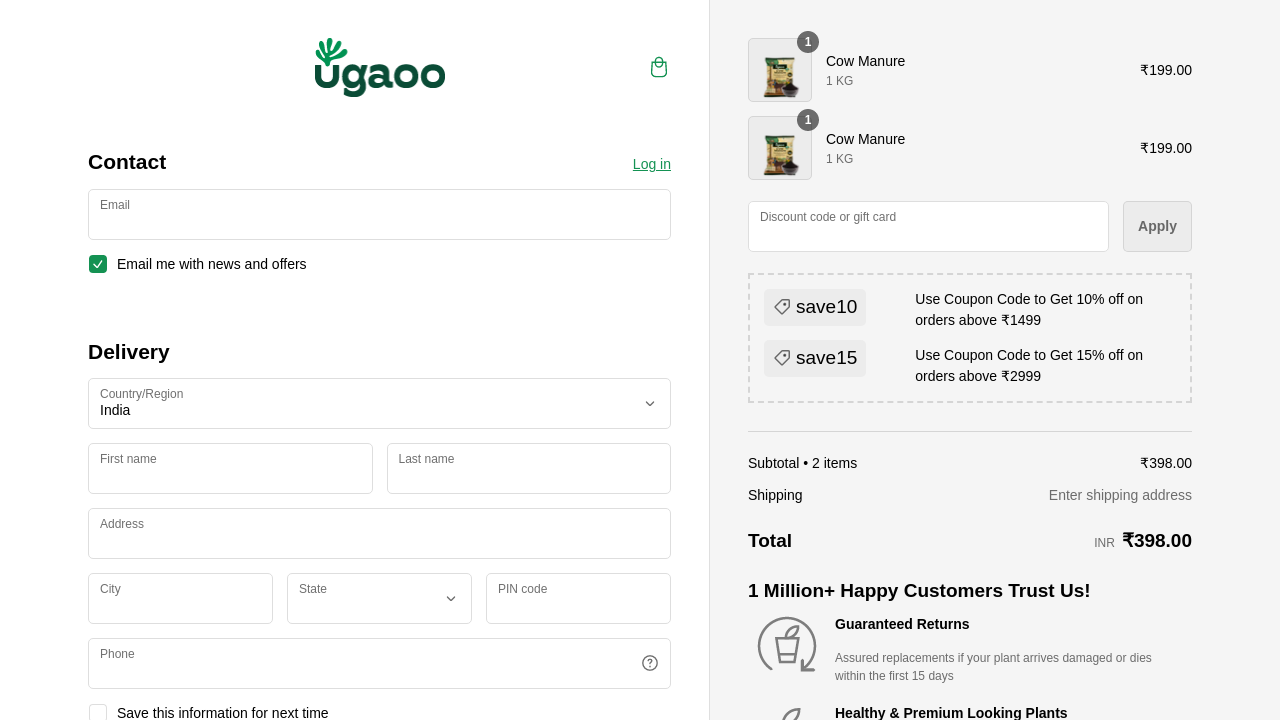 ugaoo
Contact
Log in
Email
Email me with news and offers
Delivery
Country/Region
India
First name
Last name
Address
City
State
PIN code
Phone
Save this information for next time
1
Cow Manure
1 KG
₹199.00
1
Cow Manure
1 KG
₹199.00
Discount code or gift card
Apply
save10
Use Coupon Code to Get 10% off on
orders above ₹1499
save15
Use Coupon Code to Get 15% off on
orders above ₹2999
Subtotal • 2 items
₹398.00
Shipping
Enter shipping address
Total
INR ₹398.00
1 Million+ Happy Customers Trust Us!
Guaranteed Returns
Assured replacements if your plant arrives damaged or dies
within the first 15 days
Healthy & Premium Looking Plants